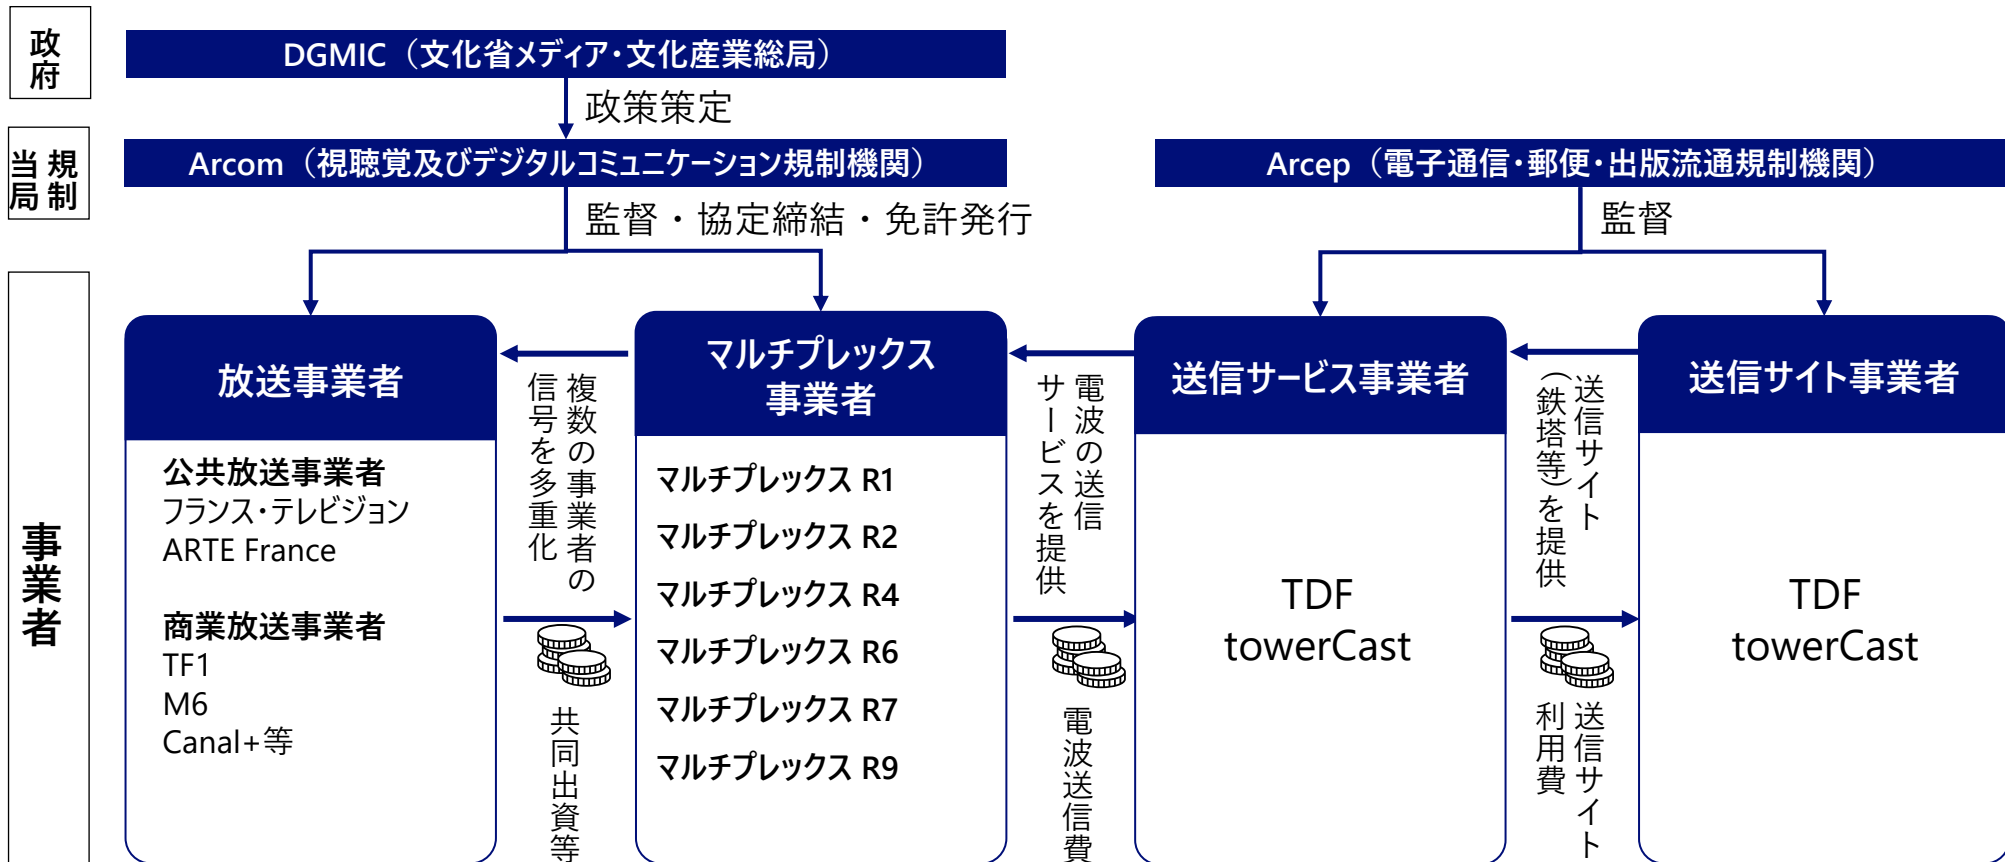 政府
DGMIC（文化省メディア・文化産業総局）
政策策定
規制
当局
Arcom（視聴覚及びデジタルコミュニケーション規制機関）
Arcep（電子通信・郵便・出版流通規制機関）
監督・協定締結・免許発行
監督
事業者
放送事業者
公共放送事業者
フランス・テレビジョン
ARTE France
商業放送事業者
TF1
M6
Canal+等
複数の事業者の
信号を多重化
共同出資等
マルチプレックス
事業者
マルチプレックス R1
マルチプレックス R2
マルチプレックス R4
マルチプレックス R6
マルチプレックス R7
マルチプレックス R9
電波の送信
サービスを提供
電波送信費
送信サービス事業者
TDF
towerCast
送信サイト
（鉄塔等）を提供
送信サイト
利用費
送信サイト事業者
TDF
towerCast